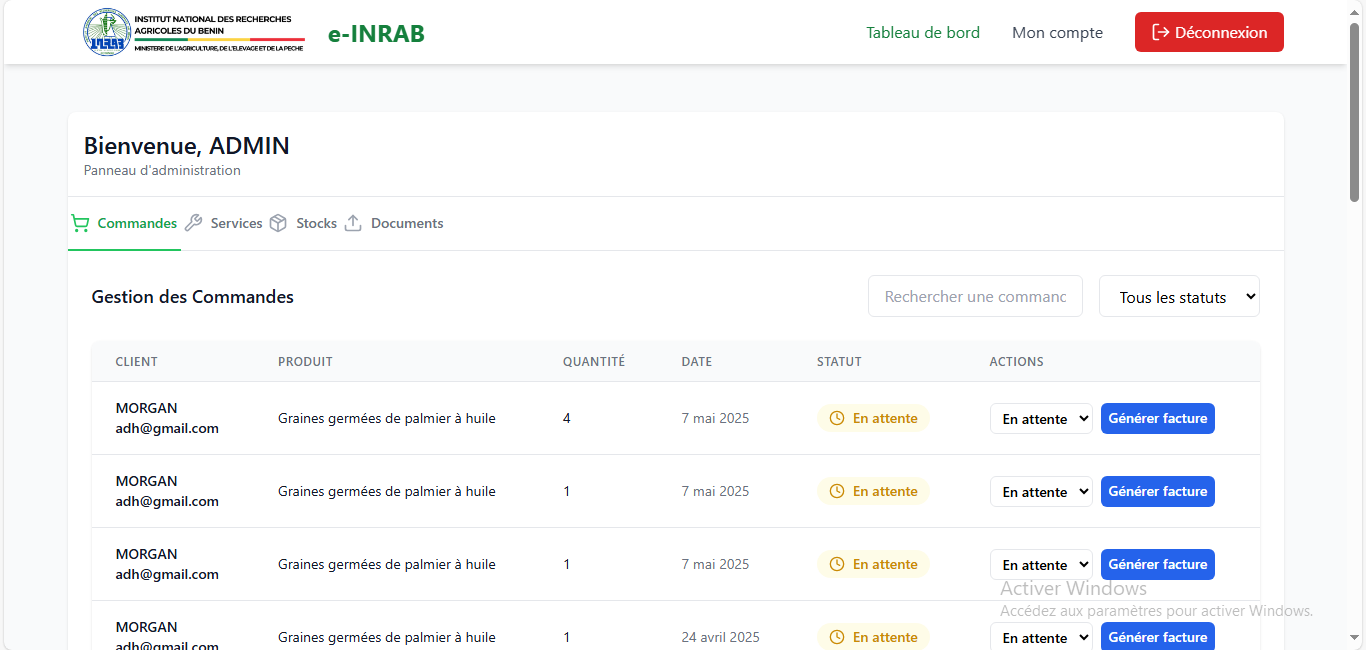 INSTITUT NATIONAL DES RECHERCHES
AGRICOLES DU BENIN
MINISTERE DE L'AGRICULTURE, DE L'ELEVAGE ET DE LA PECHE
e-INRAB
Tableau de bord
Mon compte
Déconnexion
Bienvenue, ADMIN
Panneau d'administration
Commandes
Services
Stocks
Documents
Gestion des Commandes
Rechercher une commanc
Tous les statuts
CLIENT PRODUIT QUANTITÉ DATE STATUT ACTIONS
MORGAN
adh@gmail.com
Graines germées de palmier à huile 4 7 mai 2025 En attente En attente Générer facture
MORGAN
adh@gmail.com
Graines germées de palmier à huile 1 7 mai 2025 En attente En attente Générer facture
MORGAN
adh@gmail.com
Graines germées de palmier à huile 1 7 mai 2025 En attente En attente Générer facture
Activer Windows
Accédez aux paramètres pour activer Windows.
MORGAN
adh@gmail.com
Graines germées de palmier à huile 1 24 avril 2025 En attente En attente Générer facture